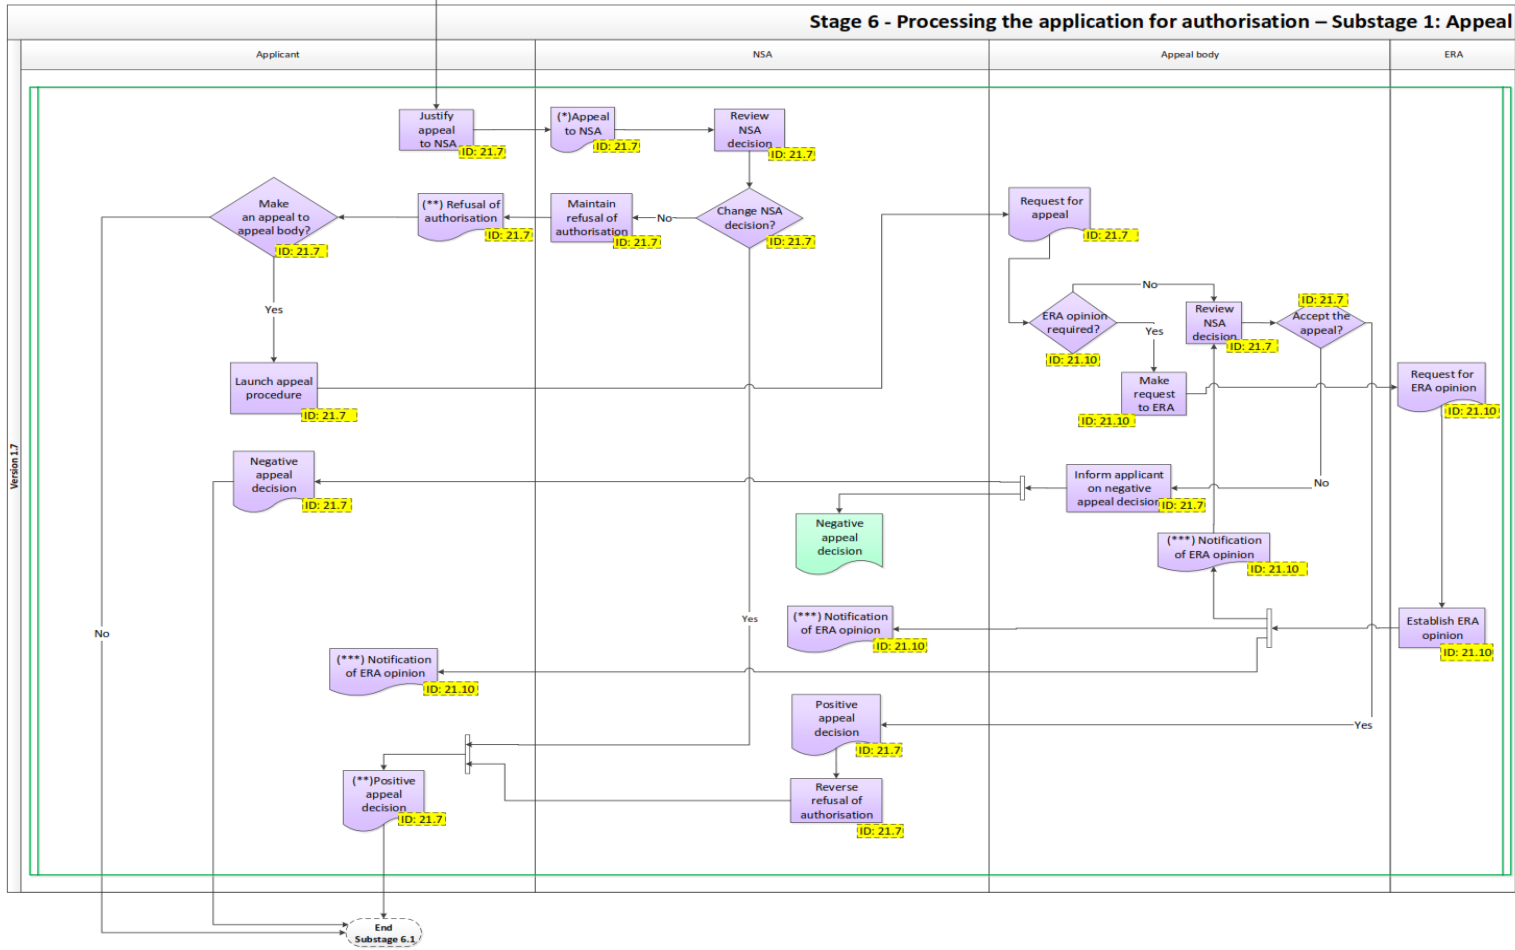 Stage 6 - Processing the application for authorisation – Substage 1: Appeal
Applicant
NSA
Appeal body
ERA
Version 1.7
Justify
appeal
to NSA
ID: 21.7
(*)Appeal
to NSA
ID: 21.7
Review
NSA
decision
ID: 21.7
Make
an appeal to
appeal body?
ID: 21.7
(**) Refusal of
authorisation
ID: 21.7
Maintain
refusal of
authorisation
ID: 21.7
No
Change NSA
decision?
ID: 21.7
Request for
appeal
ID: 21.7
Yes
ERA opinion
required?
ID: 21.10
No
Yes
Review
NSA
decision
ID: 21.7
ID: 21.7
Accept the
appeal?
Launch appeal
procedure
ID: 21.7
Make
request
to ERA
ID: 21.10
Request for
ERA opinion
ID: 21.10
Negative
appeal
decision
ID: 21.7
Inform applicant
on negative
appeal decision
ID: 21.7
No
Negative
appeal
decision
(***) Notification
of ERA opinion
ID: 21.10
No
Yes
(***) Notification
of ERA opinion
ID: 21.10
Establish ERA
opinion
ID: 21.10
(***) Notification
of ERA opinion
ID: 21.10
Positive
appeal
decision
ID: 21.7
Yes
(**)Positive
appeal
decision
ID: 21.7
Reverse
refusal of
authorisation
ID: 21.7
End
Substage 6.1